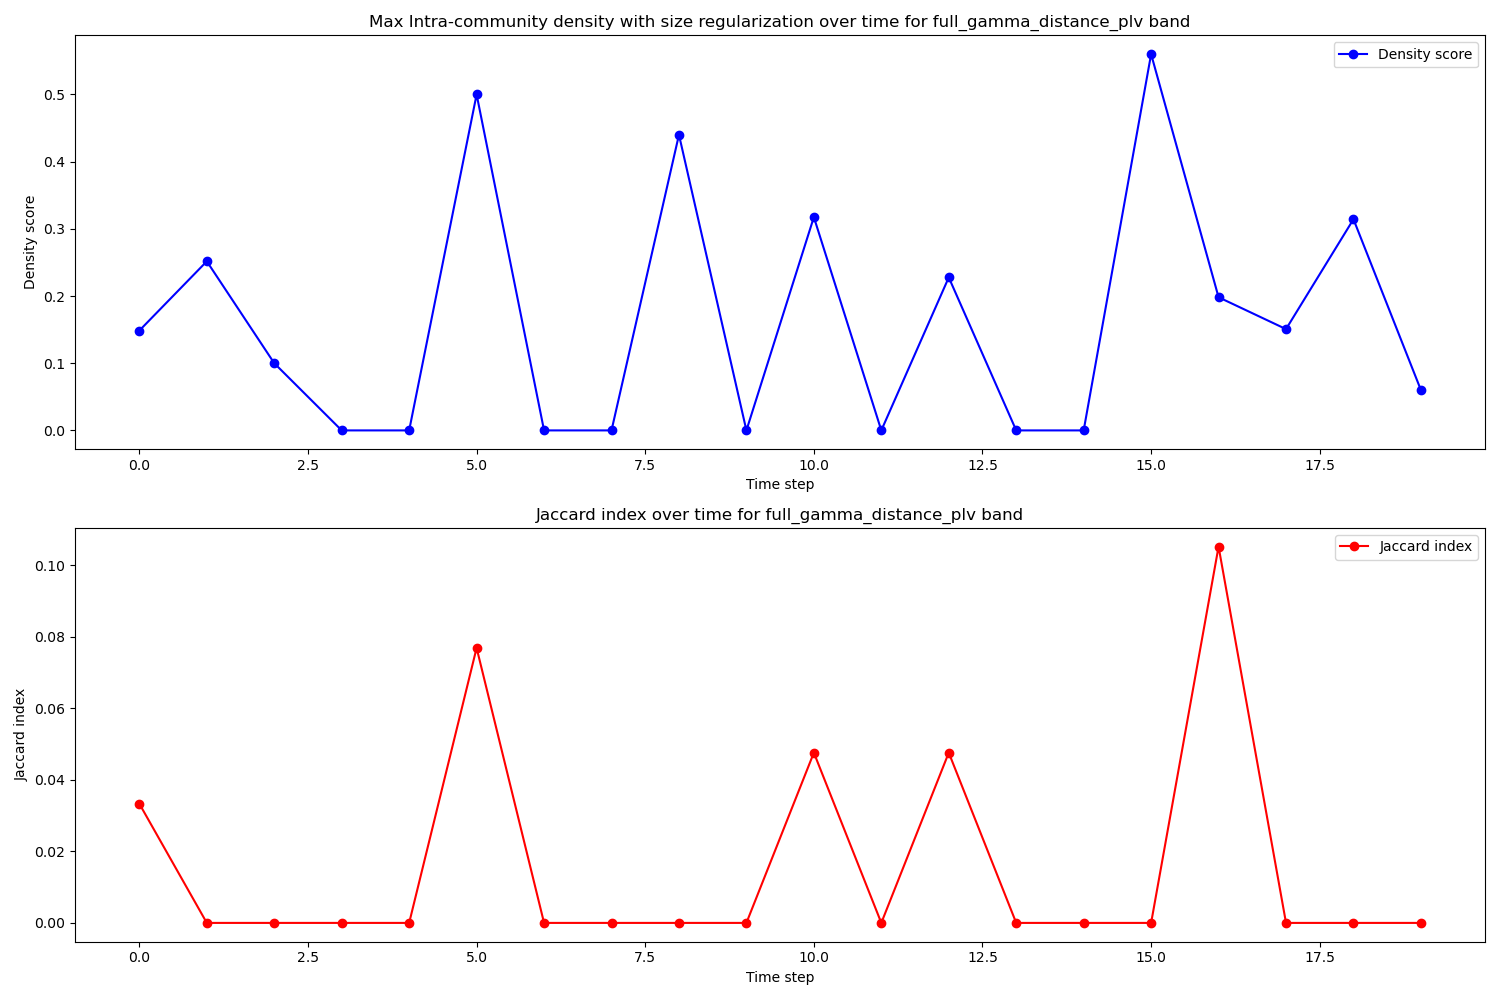 Max Intra-community density with size regularization over time for full_gamma_distance_plv band
Density score
Density score
0.5
0.4
0.3
0.2
0.1
0.0
0.0 2.5 5.0 7.5 10.0 12.5 15.0 17.5
Time step
Jaccard index over time for full_gamma_distance_plv band
Jaccard index
Jaccard index
0.10
0.08
0.06
0.04
0.02
0.00
0.0 2.5 5.0 7.5 10.0 12.5 15.0 17.5
Time step